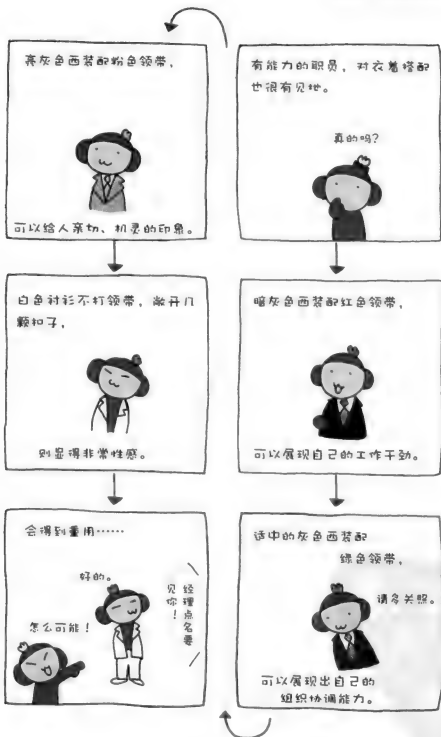 有能力的职员，对衣着搭配
也很有见地。
真的吗？
暗灰色西装配红色领带，
可以展现自己的工作干劲。
适中的灰色西装配
绿色领带，
请多关照。
可以展现出自己的
组织协调能力。
亮灰色西装配粉色领带，
可以给人亲切、机灵的印象。
白色衬衫不打领带，敞开几
颗扣子，
则显得非常性感。
会得到重用……
经理点名要
见你！
好的。
怎么可能！